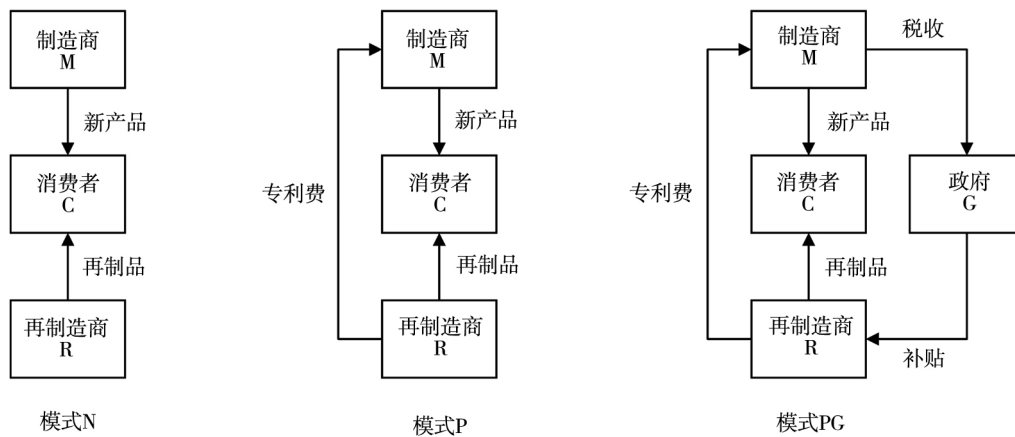 制造商
M
新产品
消费者
C
再制品
再制造商
R
模式N
制造商
M
新产品
专利费
消费者
C
再制品
再制造商
R
模式P
制造商
M
税收
新产品
专利费
消费者
C
政府
G
再制品
再制造商
R
补贴
模式PG